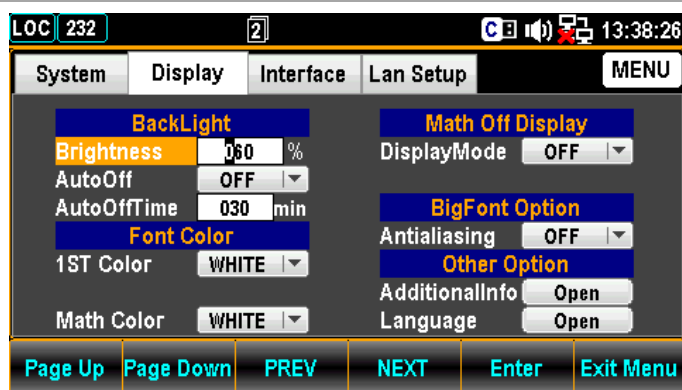 LOC 232 2 C 13:38:26
System Display Interface Lan Setup MENU
BackLight
Brightness 060 %
AutoOff OFF
AutoOffTime 030 min
Font Color
1ST Color WHITE
Math Color WHITE
Math Off Display
DisplayMode OFF
BigFont Option
Antialiasing OFF
Other Option
AdditionalInfo Open
Language Open
Page Up Page Down PREV NEXT Enter Exit Menu